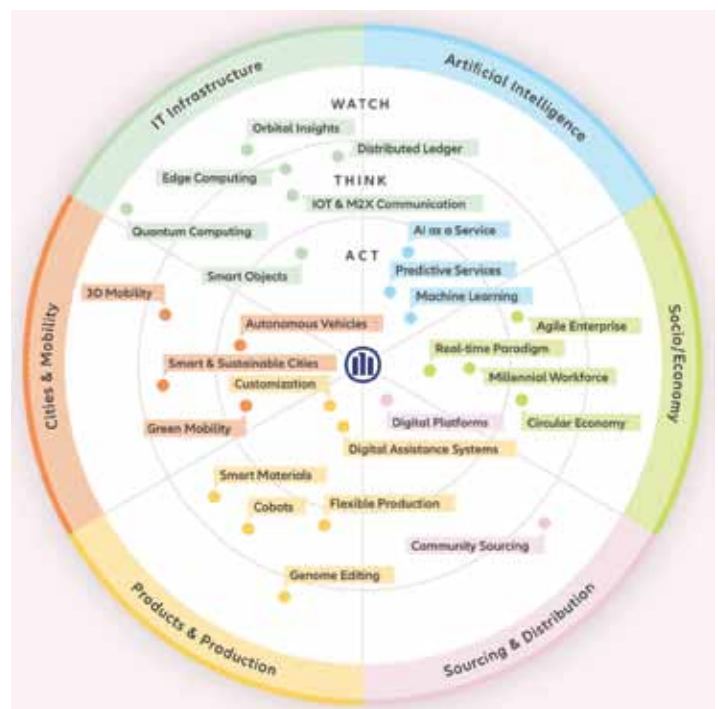 IT Infrastructure
Artificial Intelligence
WATCH
Orbital Insights
Distributed Ledger
Edge Computing
THINK
IOT & M2X Communication
Quantum Computing
AI as a Service
ACT
Smart Objects
Predictive Services
3D Mobility
Machine Learning
Autonomous Vehicles
Agile Enterprise
Cities & Mobility
Socio/Economy
Real-time Paradigm
Smart & Sustainable Cities
Millennial Workforce
Customization
Green Mobility
Digital Platforms
Circular Economy
Digital Assistance Systems
Smart Materials
Cobots
Flexible Production
Community Sourcing
Genome Editing
Products & Production
Sourcing & Distribution